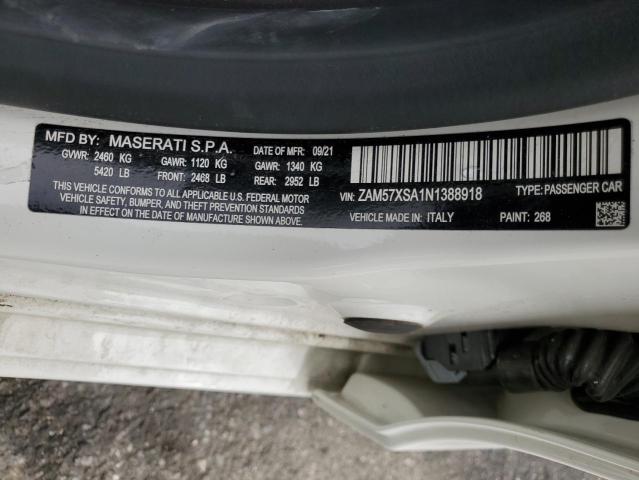 MFD BY: MASERATI S.P.A. DATE OF MFR: 09/21
GVWR: 2460 KG GAWR: 1120 KG GAWR: 1340 KG
5420 LB FRONT: 2468 LB REAR: 2952 LB
THIS VEHICLE CONFORMS TO ALL APPLICABLE U.S. FEDERAL MOTOR
VEHICLE SAFETY, BUMPER, AND THEFT PREVENTION STANDARDS
IN EFFECT ON THE DATE OF MANUFACTURE SHOWN ABOVE.
VIN: ZAM57XSA1N1388918 TYPE: PASSENGER CAR
VEHICLE MADE IN: ITALY PAINT: 268